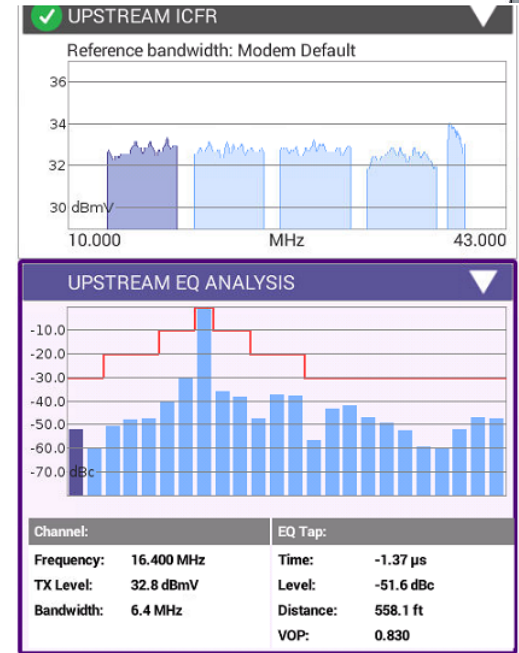 UPSTREAM ICFR
Reference bandwidth: Modem Default
36
34
32
30 dBmV
10.000 MHz 43.000
UPSTREAM EQ ANALYSIS
-10.0
-20.0
-30.0
-40.0
-50.0
-60.0
-70.0 dBc
Channel: EQ Tap:
Frequency: 16.400 MHz Time: -1.37 µs
TX Level: 32.8 dBmV Level: -51.6 dBc
Bandwidth: 6.4 MHz Distance: 558.1 ft
VOP: 0.830